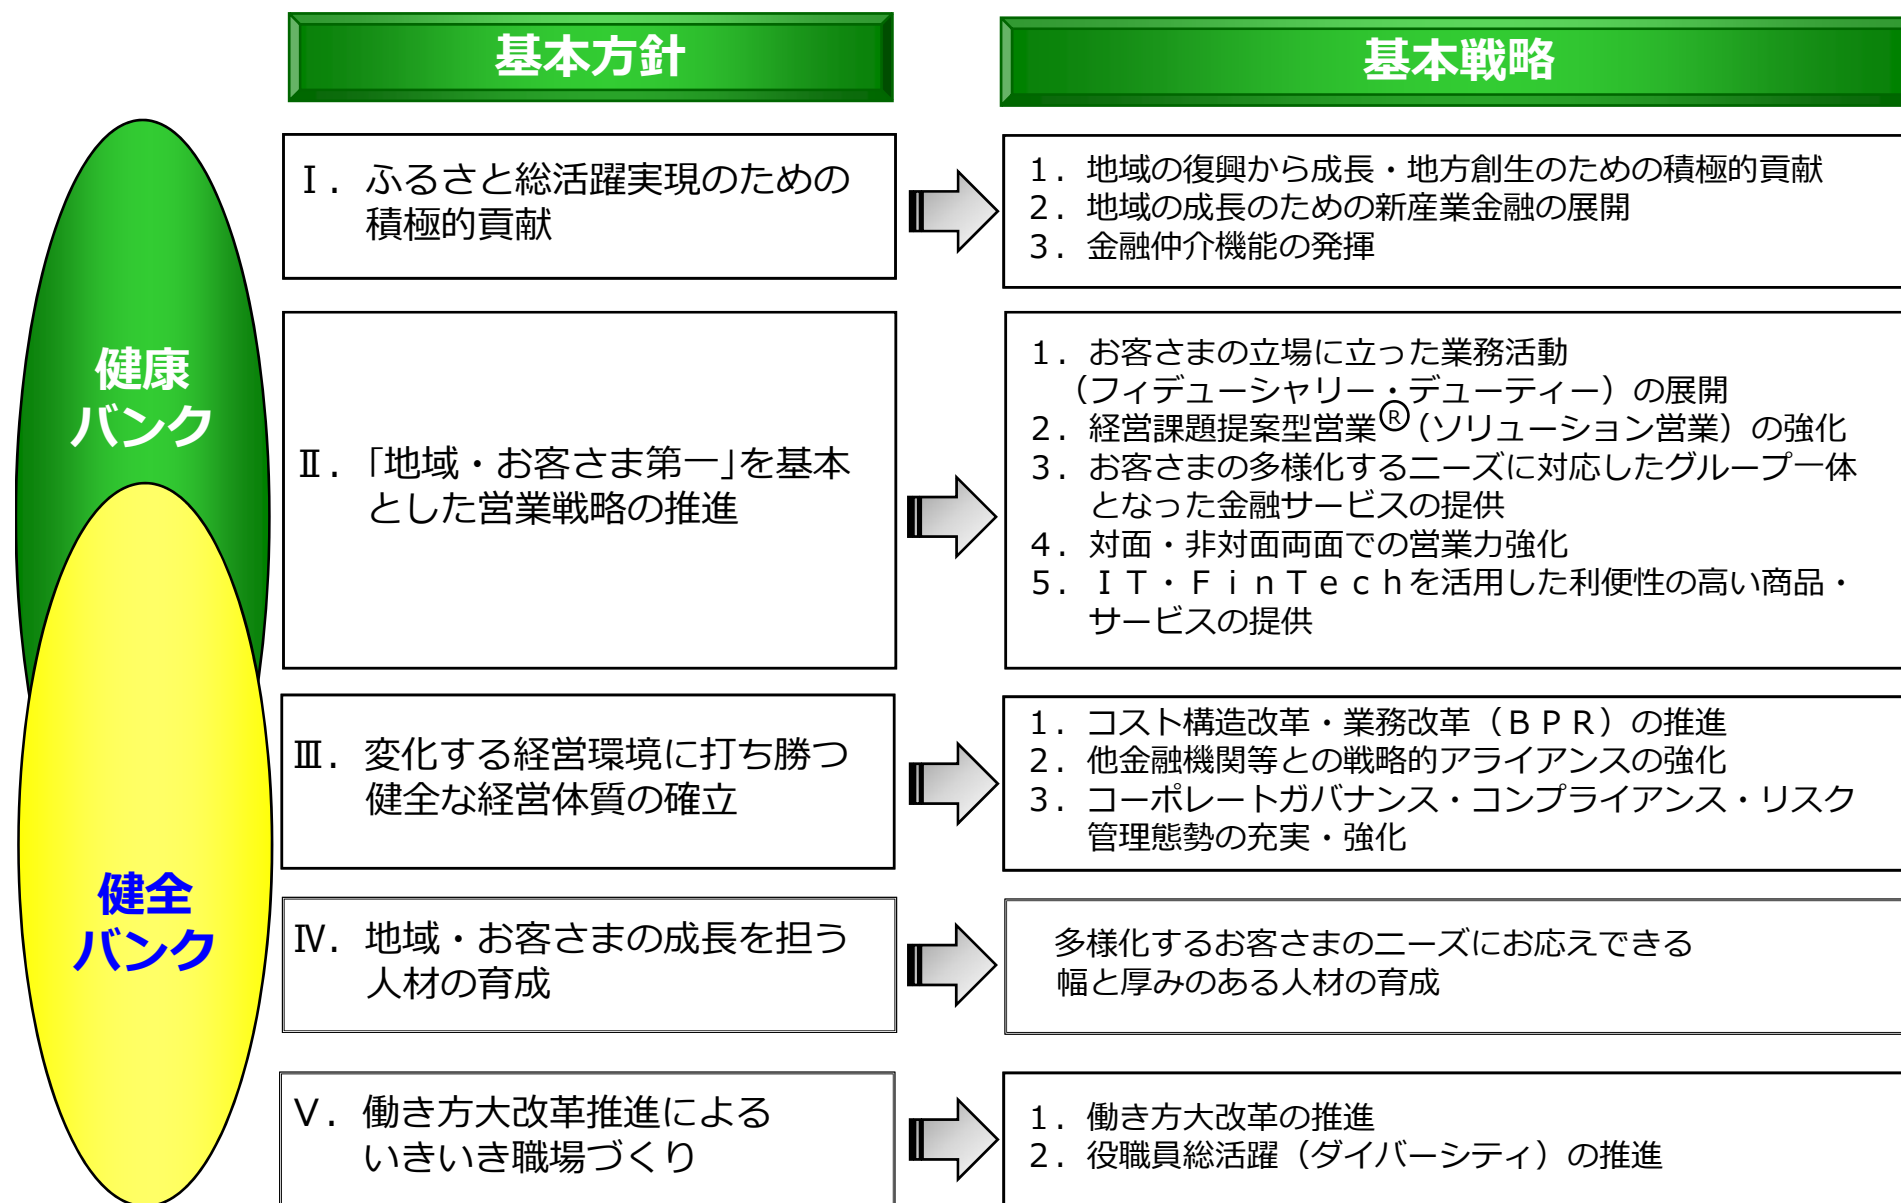 基本方針
基本戦略
健康
バンク
健全
バンク
Ⅰ．ふるさと総活躍実現のための
積極的貢献
１．地域の復興から成長・地方創生のための積極的貢献
２．地域の成長のための新産業金融の展開
３．金融仲介機能の発揮
Ⅱ．「地域・お客さま第一」を基本
とした営業戦略の推進
１．お客さまの立場に立った業務活動
（フィデューシャリー・デューティー）の展開
２．経営課題提案型営業®（ソリューション営業）の強化
３．お客さまの多様化するニーズに対応したグループ一体
となった金融サービスの提供
４．対面・非対面両面での営業力強化
５．ＩＴ・ＦｉｎＴｅｃｈを活用した利便性の高い商品・
サービスの提供
Ⅲ．変化する経営環境に打ち勝つ
健全な経営体質の確立
１．コスト構造改革・業務改革（ＢＰＲ）の推進
２．他金融機関等との戦略的アライアンスの強化
３．コーポレートガバナンス・コンプライアンス・リスク
管理態勢の充実・強化
Ⅳ．地域・お客さまの成長を担う
人材の育成
多様化するお客さまのニーズにお応えできる
幅と厚みのある人材の育成
Ⅴ．働き方大改革推進による
いきいき職場づくり
１．働き方大改革の推進
２．役職員総活躍（ダイバーシティ）の推進